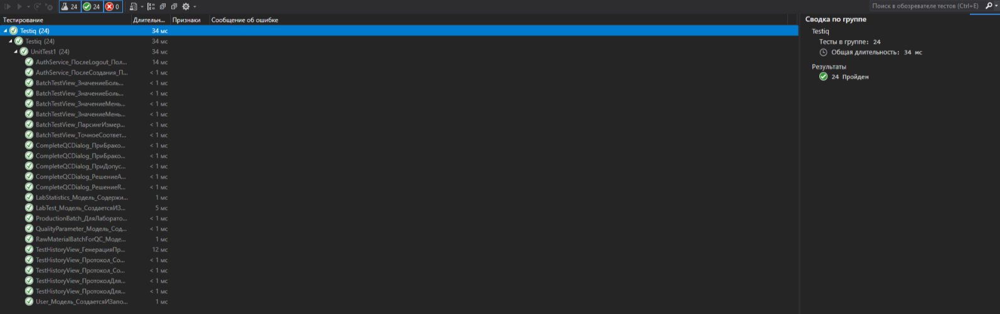 24 24 0
Поиск в обозревателе тестов (Ctrl+E)
Тестирование Длительн... Признаки Сообщение об ошибке
Testiq (24) 34 мс
Testiq (24) 34 мс
UnitTest1 (24) 34 мс
AuthService_ПослеLogout_Пол... 14 мс
AuthService_ПослеСоздания_П... < 1 мс
BatchTestView_ЗначениеБоль... < 1 мс
BatchTestView_ЗначениеБоль... < 1 мс
BatchTestView_ЗначениеМень... < 1 мс
BatchTestView_ЗначениеМень... < 1 мс
BatchTestView_ПарсингИзмер... < 1 мс
BatchTestView_ТочноеСоответ... < 1 мс
CompleteQCDialog_ПриБрако... < 1 мс
CompleteQCDialog_ПриБрако... < 1 мс
CompleteQCDialog_ПриДопус... < 1 мс
CompleteQCDialog_РешениеA... < 1 мс
CompleteQCDialog_РешениеR... < 1 мс
LabStatistics_Модель_Содержи... 1 мс
LabTest_Модель_СоздаетсяИЗ... 5 мс
ProductionBatch_ДляЛаборато... < 1 мс
QualityParameter_Модель_Сод... < 1 мс
RawMaterialBatchForQC_Моде... 1 мс
TestHistoryView_ГенерацияПр... 12 мс
TestHistoryView_Протокол_Со... < 1 мс
TestHistoryView_Протокол_Со... < 1 мс
TestHistoryView_ПротоколДля... < 1 мс
TestHistoryView_ПротоколДля... < 1 мс
User_Модель_СоздаетсяИЗапо... 1 мс
Сводка по группе
Testiq
Тесты в группе: 24
Общая длительность: 34 мс
Результаты
24 Пройден